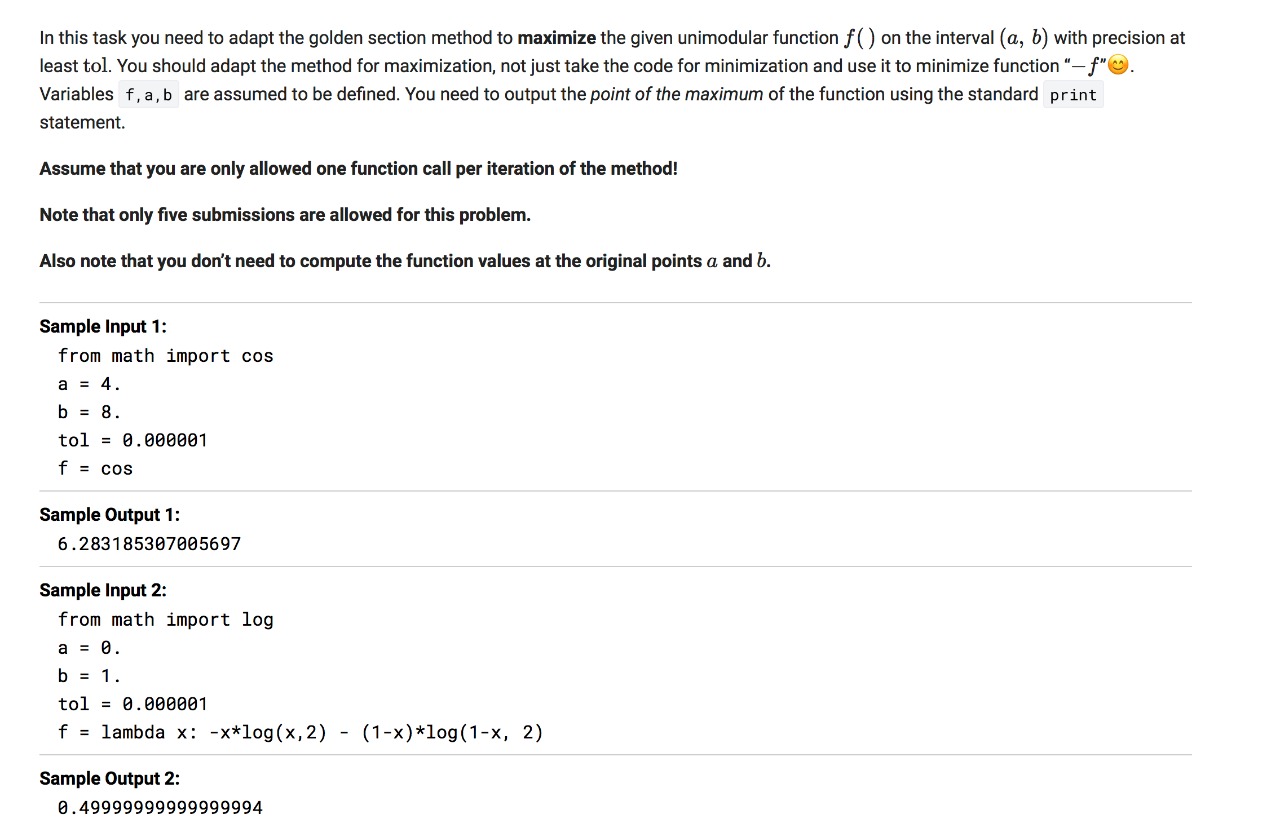 In this task you need to adapt the golden section method to maximize the given unimodular function f() on the interval (a, b) with precision at
least tol. You should adapt the method for maximization, not just take the code for minimization and use it to minimize function “−f”😊.
Variables f,a,b are assumed to be defined. You need to output the point of the maximum of the function using the standard print
statement.
Assume that you are only allowed one function call per iteration of the method!
Note that only five submissions are allowed for this problem.
Also note that you don’t need to compute the function values at the original points a and b.
Sample Input 1:
from math import cos
a = 4.
b = 8.
tol = 0.000001
f = cos
Sample Output 1:
6.283185307005697
Sample Input 2:
from math import log
a = 0.
b = 1.
tol = 0.000001
f = lambda x: -x*log(x,2) - (1-x)*log(1-x, 2)
Sample Output 2:
0.49999999999999994